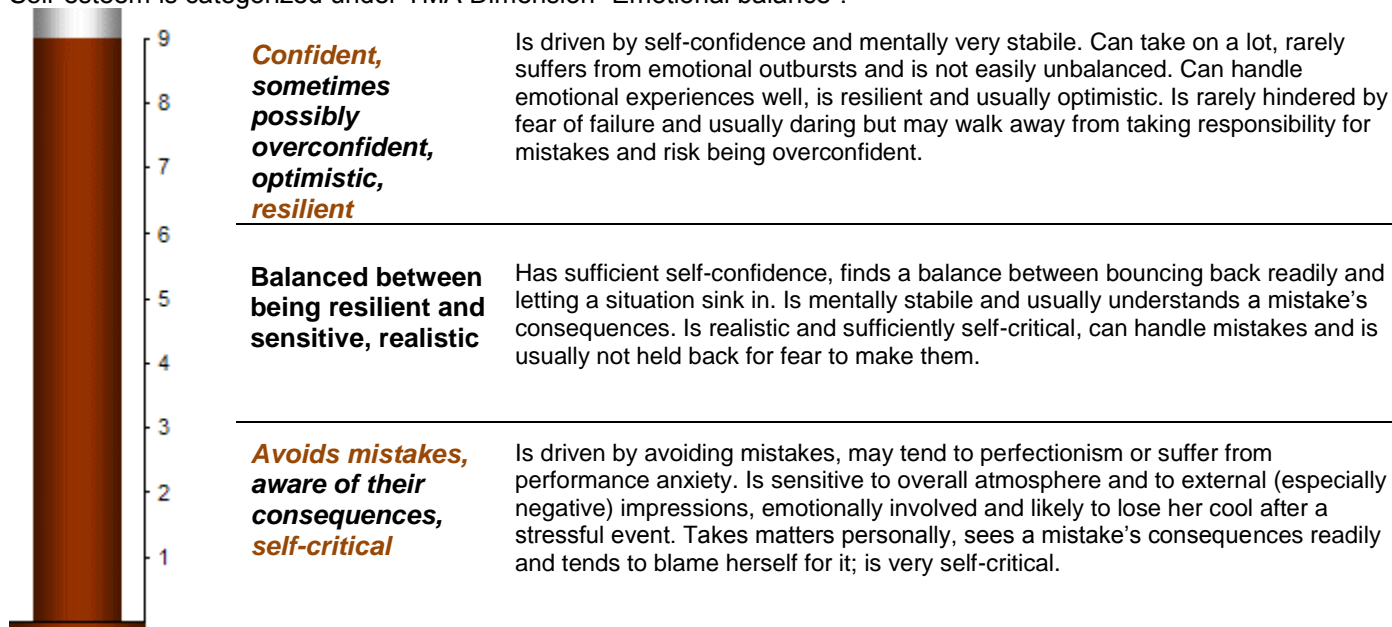 Self-esteem is categorized under TMA Dimension "Emotional balance".
9
8
7
6
5
4
3
2
1
Confident,
sometimes
possibly
overconfident,
optimistic,
resilient
Is driven by self-confidence and mentally very stabile. Can take on a lot, rarely
suffers from emotional outbursts and is not easily unbalanced. Can handle
emotional experiences well, is resilient and usually optimistic. Is rarely hindered by
fear of failure and usually daring but may walk away from taking responsibility for
mistakes and risk being overconfident.
Balanced between
being resilient and
sensitive, realistic
Has sufficient self-confidence, finds a balance between bouncing back readily and
letting a situation sink in. Is mentally stabile and usually understands a mistake's
consequences. Is realistic and sufficiently self-critical, can handle mistakes and is
usually not held back for fear to make them.
Avoids mistakes,
aware of their
consequences,
self-critical
Is driven by avoiding mistakes, may tend to perfectionism or suffer from
performance anxiety. Is sensitive to overall atmosphere and to external (especially
negative) impressions, emotionally involved and likely to lose her cool after a
stressful event. Takes matters personally, sees a mistake's consequences readily
and tends to blame herself for it; is very self-critical.